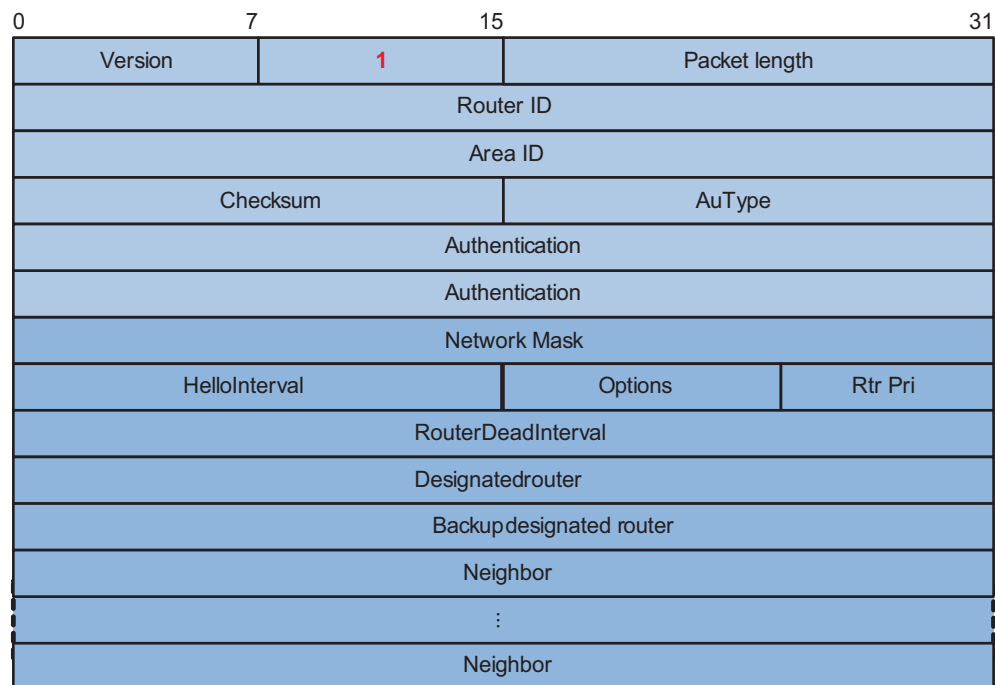 0 7 15 31
Version 1 Packet length
Router ID
Area ID
Checksum AuType
Authentication
Authentication
Network Mask
HelloInterval Options Rtr Pri
RouterDeadInterval
Designatedrouter
Backupdesignated router
Neighbor
⋮
Neighbor